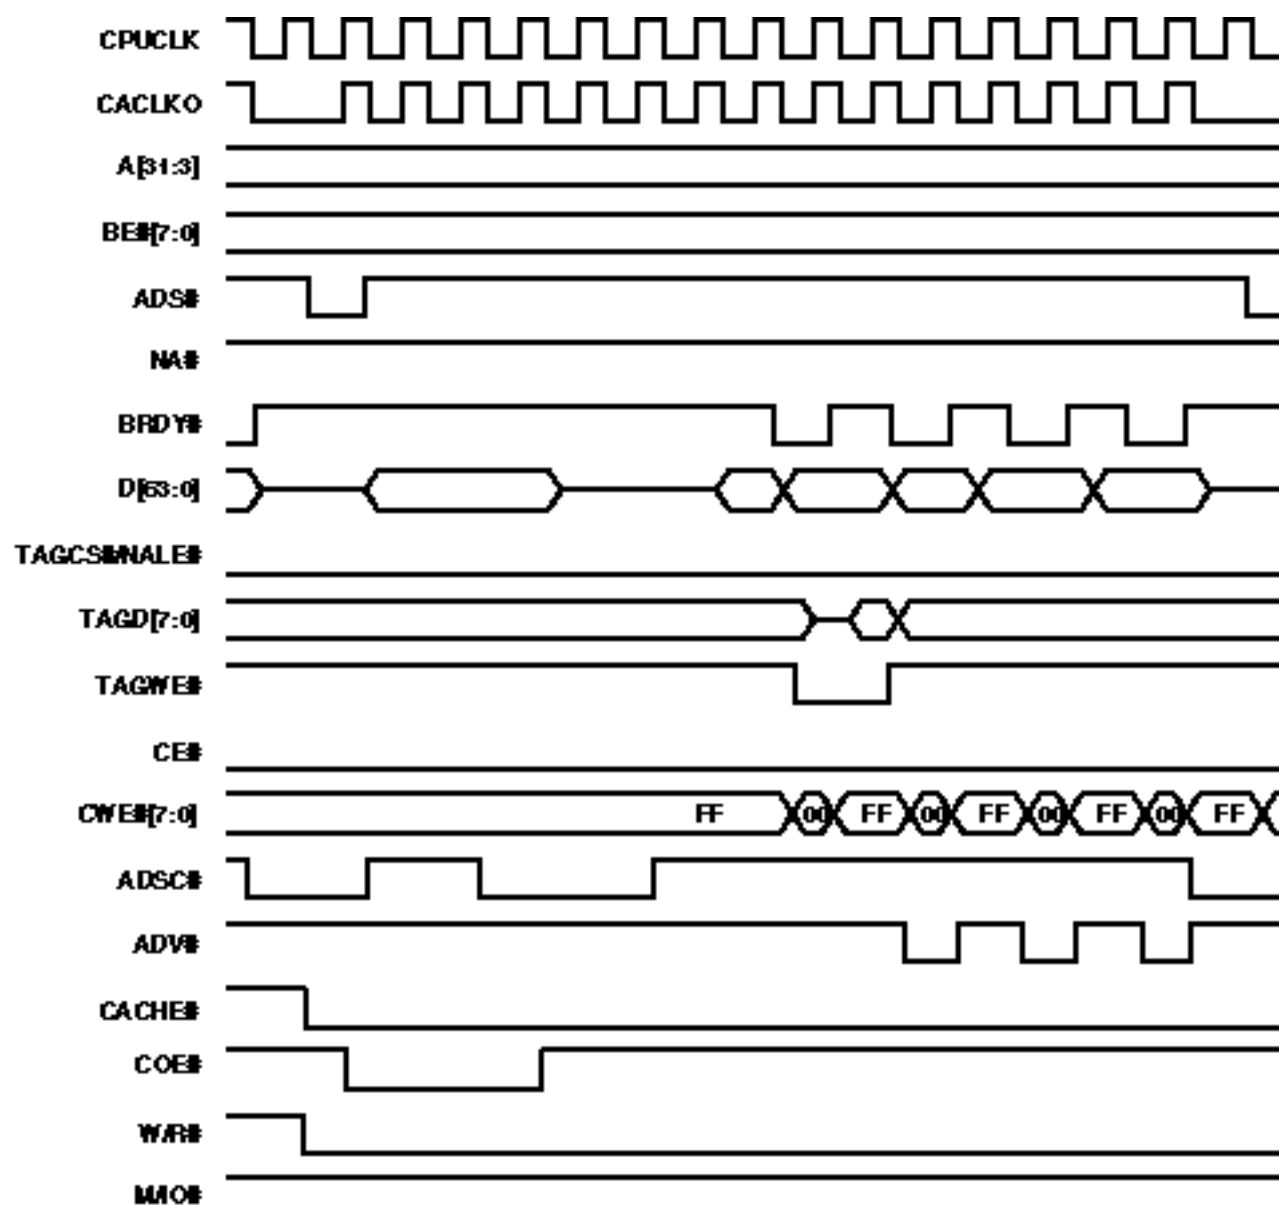 CPUCLK
CACLKO
A[31:3]
BE#[7:0]
ADS#
NA#
BRDY#
D[63:0]
TAGCS#/NALE#
TAGD[7:0]
TAGWE#
CE#
CWE#[7:0] FF 00 FF 00 FF 00 FF 00 FF
ADSC#
ADV#
CACHE#
COE#
W/R#
M/IO#